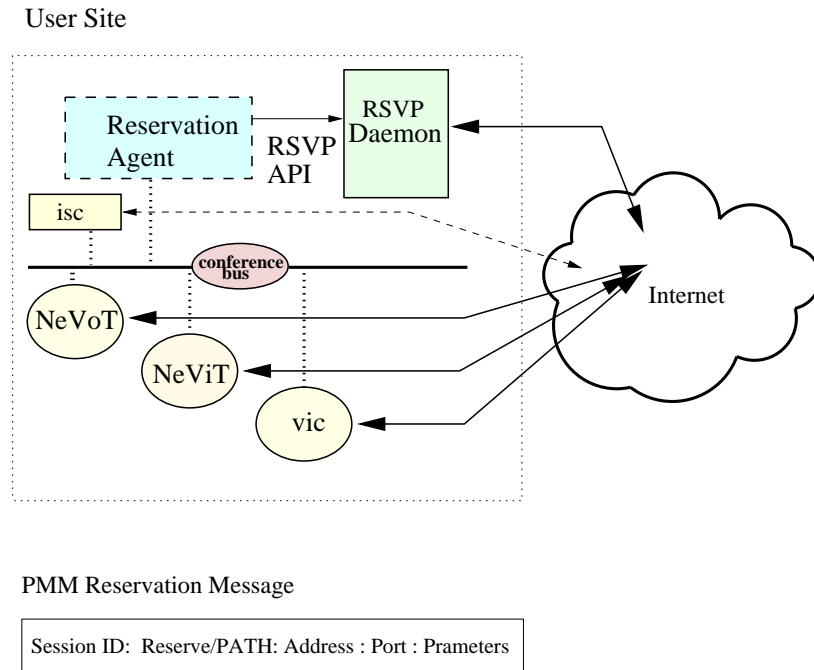 User Site
Reservation
Agent
RSVP
API
RSVP
Daemon
isc
conference
bus
NeVoT
NeViT
vic
Internet
PMM Reservation Message
Session ID: Reserve/PATH: Address : Port : Prameters